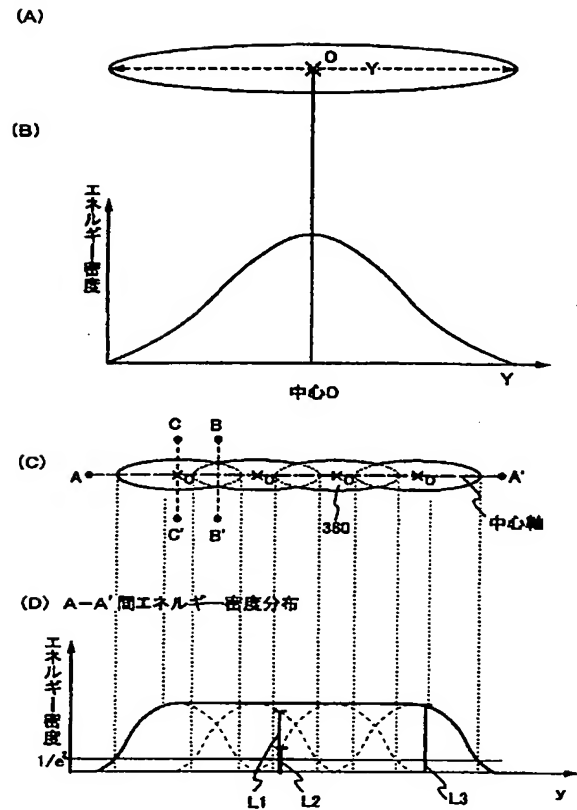 (A)
O
Y
(B)
エネルギー密度
中心O
Y
C
B
(C)
A
O
O
O
O
A'
C'
B'
360
中心軸
(D) A-A'間エネルギー密度分布
エネルギー密度
1/e²
L1
L2
L3
y